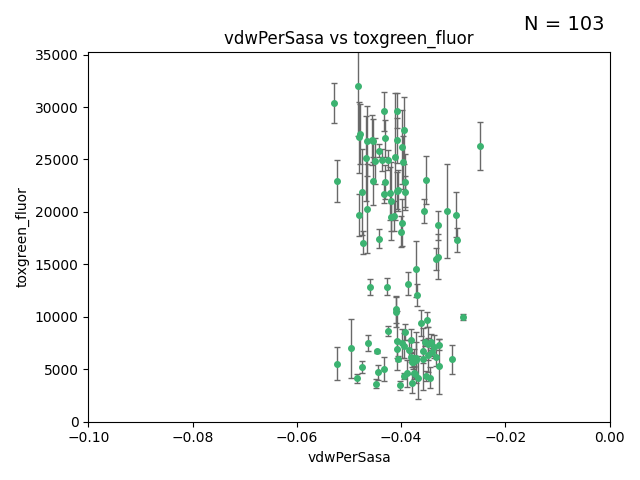 N = 103
vdwPerSasa vs toxgreen_fluor
35000
30000
25000
20000
15000
10000
5000
0
toxgreen_fluor
−0.10 −0.08 −0.06 −0.04 −0.02 0.00
vdwPerSasa